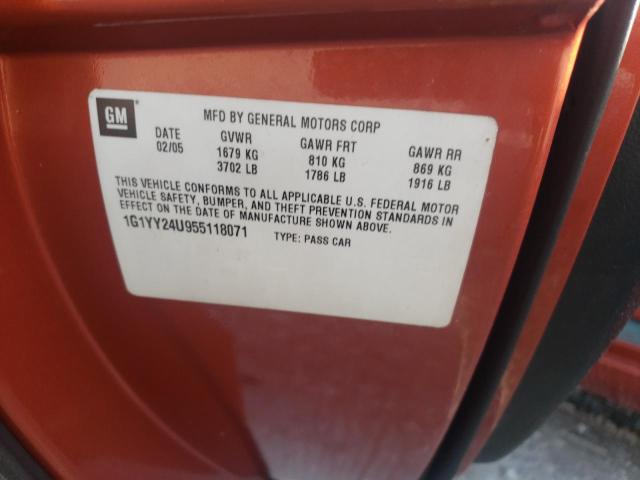 GM
MFD BY GENERAL MOTORS CORP
DATE GVWR GAWR FRT GAWR RR
02/05 1679 KG 810 KG 869 KG
3702 LB 1786 LB 1916 LB
THIS VEHICLE CONFORMS TO ALL APPLICABLE U.S. FEDERAL MOTOR
VEHICLE SAFETY, BUMPER, AND THEFT PREVENTION STANDARDS IN
EFFECT ON THE DATE OF MANUFACTURE SHOWN ABOVE.
1G1YY24U955118071 TYPE: PASS CAR